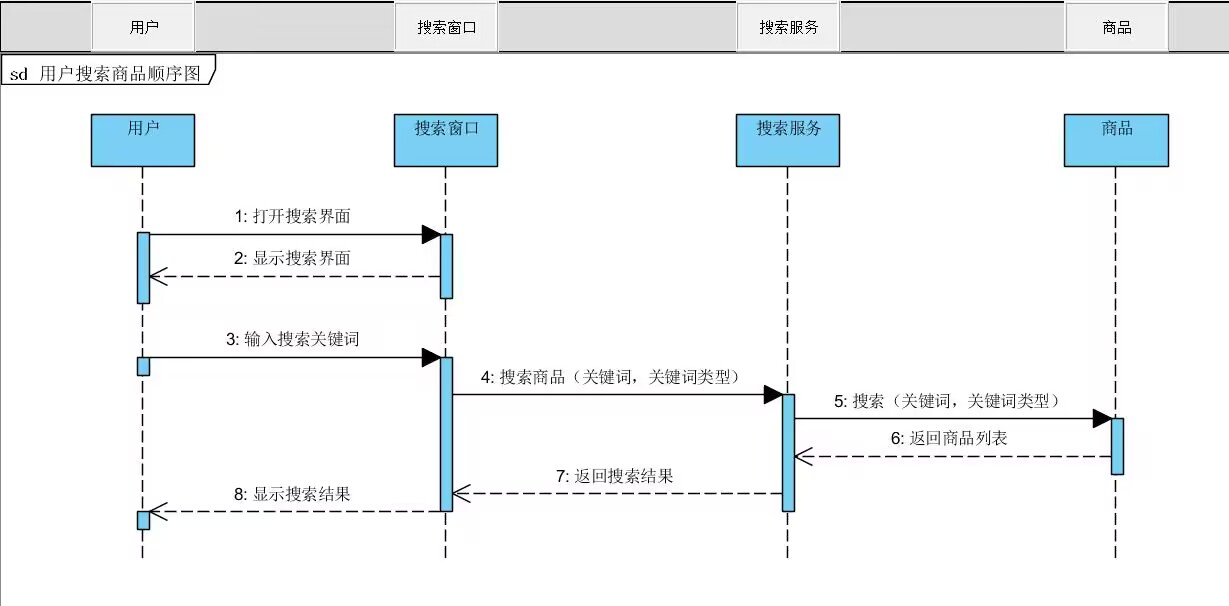 用户 搜索窗口 搜索服务 商品
sd 用户搜索商品顺序图
用户 搜索窗口 搜索服务 商品
1: 打开搜索界面
2: 显示搜索界面
3: 输入搜索关键词
4: 搜索商品（关键词，关键词类型）
5: 搜索（关键词，关键词类型）
6: 返回商品列表
7: 返回搜索结果
8: 显示搜索结果